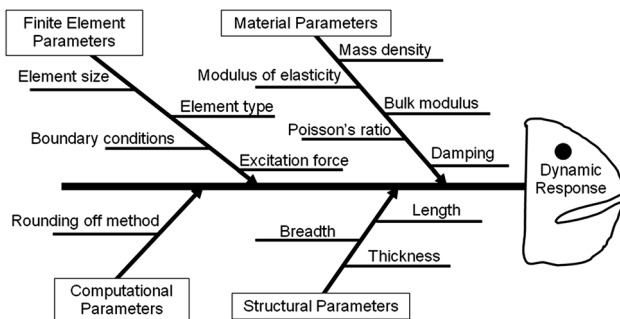 Finite Element
Parameters
Material Parameters
Mass density
Element size
Modulus of elasticity
Element type
Bulk modulus
Boundary conditions
Poisson's ratio
Excitation force
Damping
Dynamic
Response
Rounding off method
Length
Breadth
Thickness
Computational
Parameters
Structural Parameters